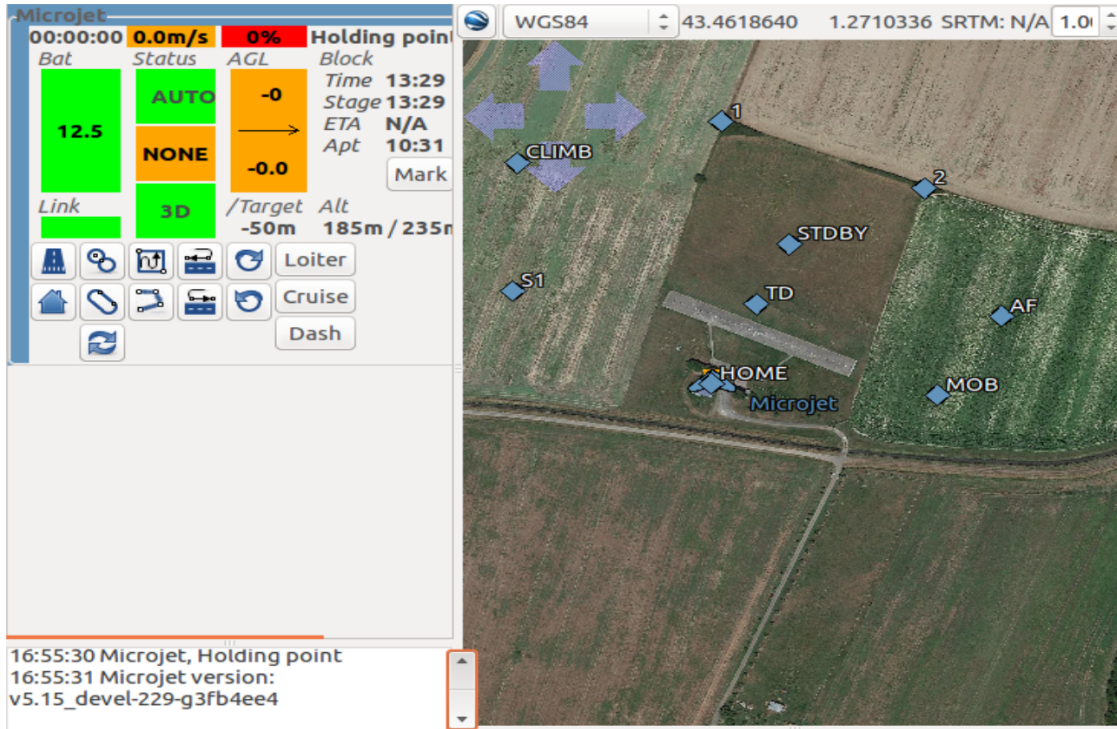 Microjet
00:00:00 0.0m/s 0% Holding point
Bat Status AGL Block
Time 13:29
AUTO -0
Stage 13:29
12.5 ETA N/A
NONE Apt 10:31
-0.0 Mark
Link 3D /Target Alt
-50m 185m / 235m
Loiter
Cruise
Dash
16:55:30 Microjet, Holding point
16:55:31 Microjet version:
v5.15_devel-229-g3fb4ee4
WGS84 43.4618640 1.2710336 SRTM: N/A 1.0
1
CLIMB
2
STDBY
S1
TD
AF
HOME
MOB
Microjet